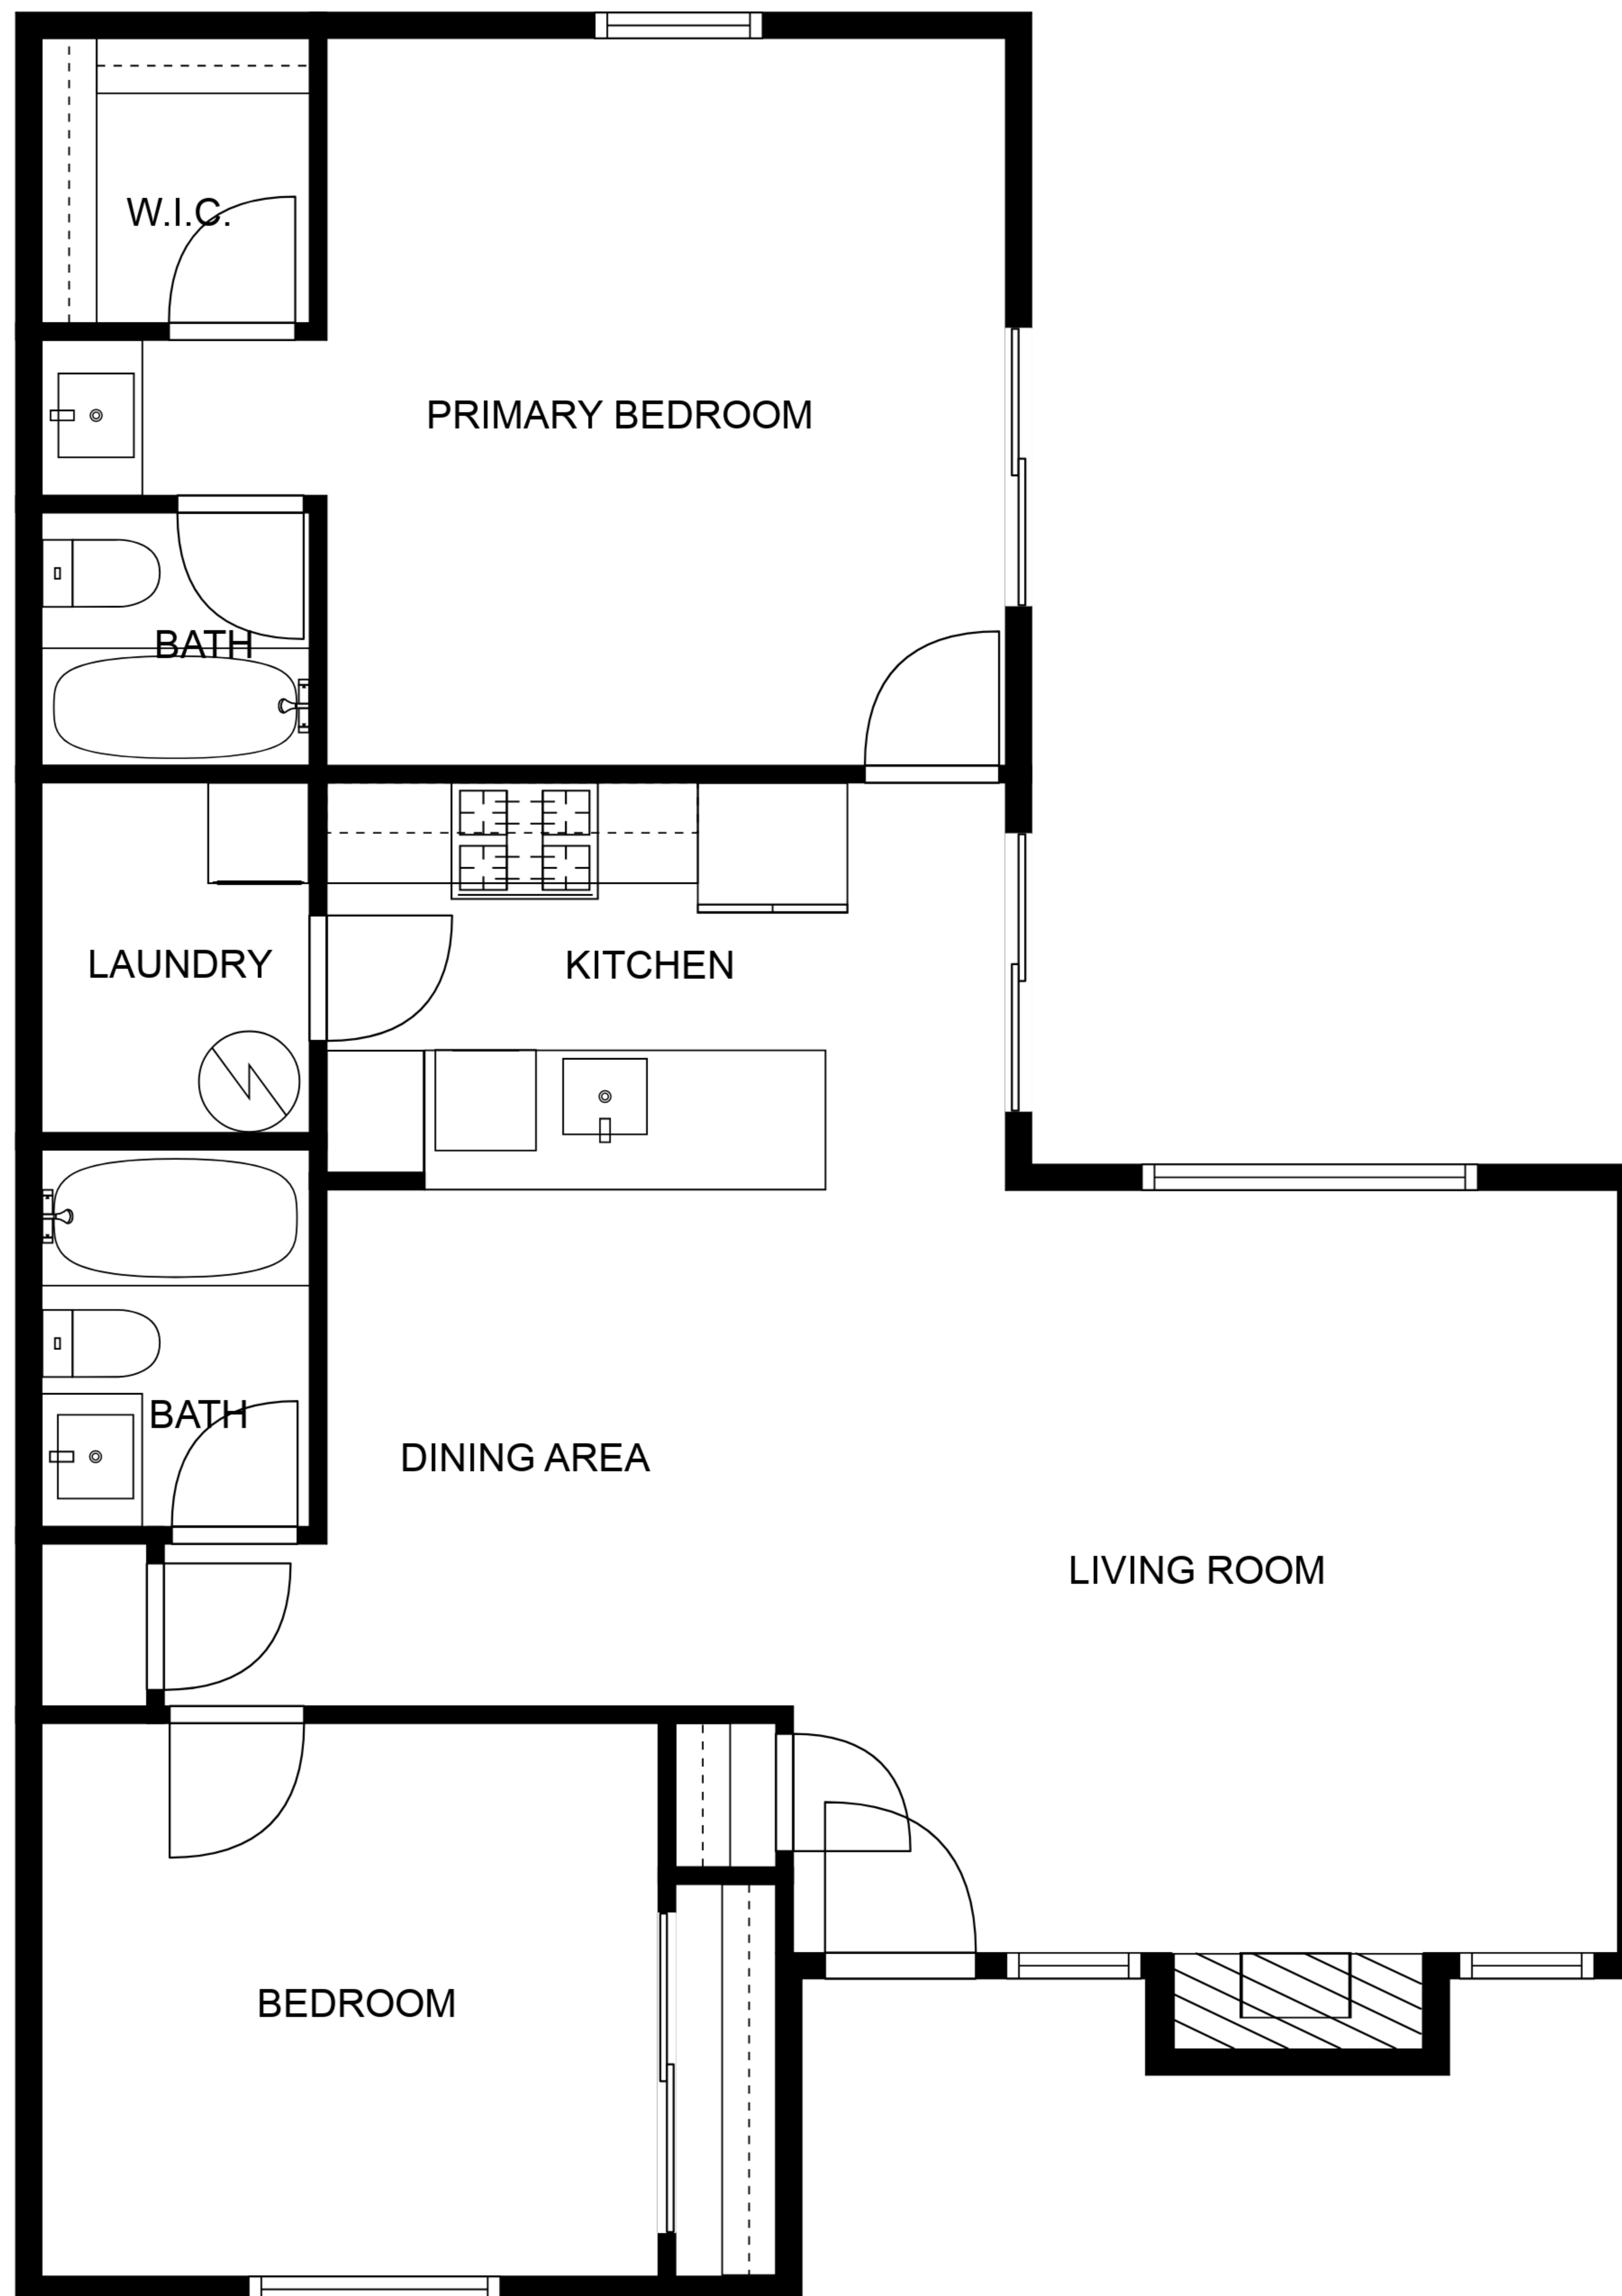 W.I.C.
PRIMARY BEDROOM
BATH
LAUNDRY
KITCHEN
BATH
DINING AREA
LIVING ROOM
BEDROOM